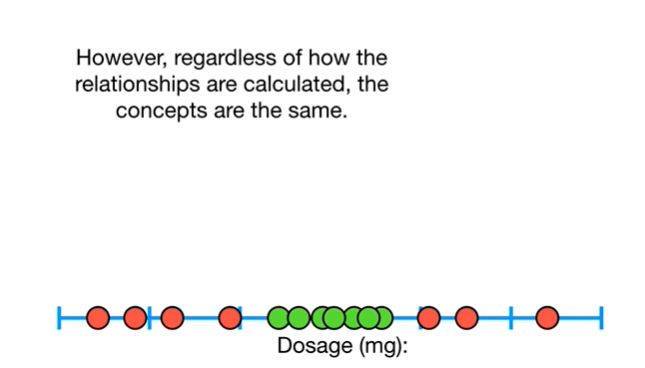 However, regardless of how the
relationships are calculated, the
concepts are the same.
Dosage (mg):